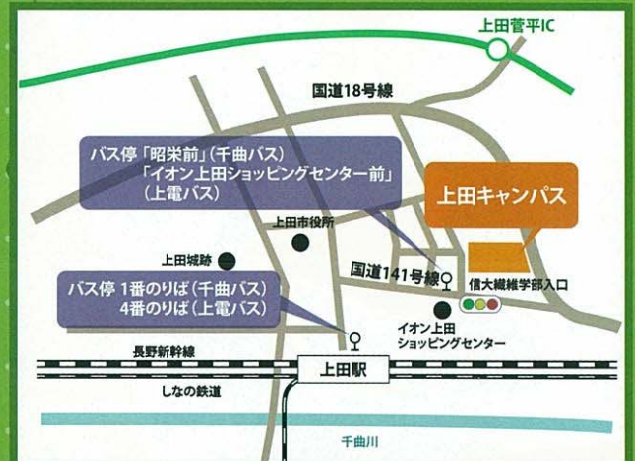 上田菅平IC
国道18号線
バス停「昭栄前」(千曲バス)
「イオン上田ショッピングセンター前」
(上電バス)
上田キャンパス
上田市役所
上田城跡
国道141号線
信大繊維学部入口
バス停 1番のりば(千曲バス)
4番のりば(上電バス)
イオン上田
ショッピングセンター
長野新幹線
上田駅
しなの鉄道
千曲川